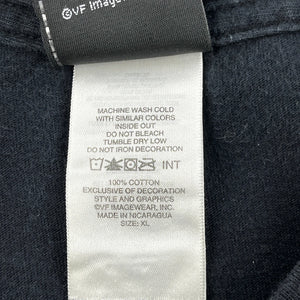 ©VF Imagew
MACHINE WASH COLD
WITH SIMILAR COLORS
INSIDE OUT
DO NOT BLEACH
TUMBLE DRY LOW
DO NOT IRON DECORATION
INT
100% COTTON
EXCLUSIVE OF DECORATION
STYLE AND GRAPHICS
©VF IMAGEWEAR, INC.
MADE IN NICARAGUA
SIZE: XL